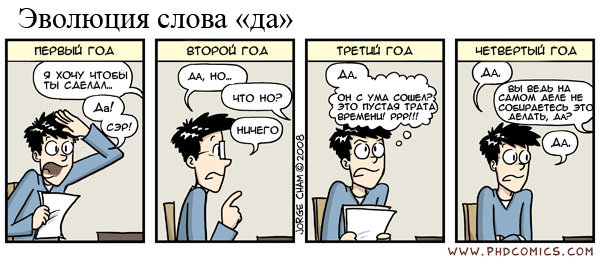 Эволюция слова «да»
ПЕРВЫЙ ГОД
Я ХОЧУ ЧТОБЫ
ТЫ СДЕЛАЛ...
ДА!
СЭР!
ВТОРОЙ ГОД
ДА, НО...
ЧТО НО?
НИЧЕГО
JORGE CHAM © 2008
ТРЕТИЙ ГОД
ДА.
ОН С УМА СОШЕЛ?
ЭТО ПУСТАЯ ТРАТА
ВРЕМЕНИ! РРР!!!
ЧЕТВЕРТЫЙ ГОД
ДА.
ВЫ ВЕДЬ НА
САМОМ ДЕЛЕ НЕ
СОБИРАЕТЕСЬ ЭТО
ДЕЛАТЬ, ДА?
ДА.
WWW.PHDCOMICS.COM